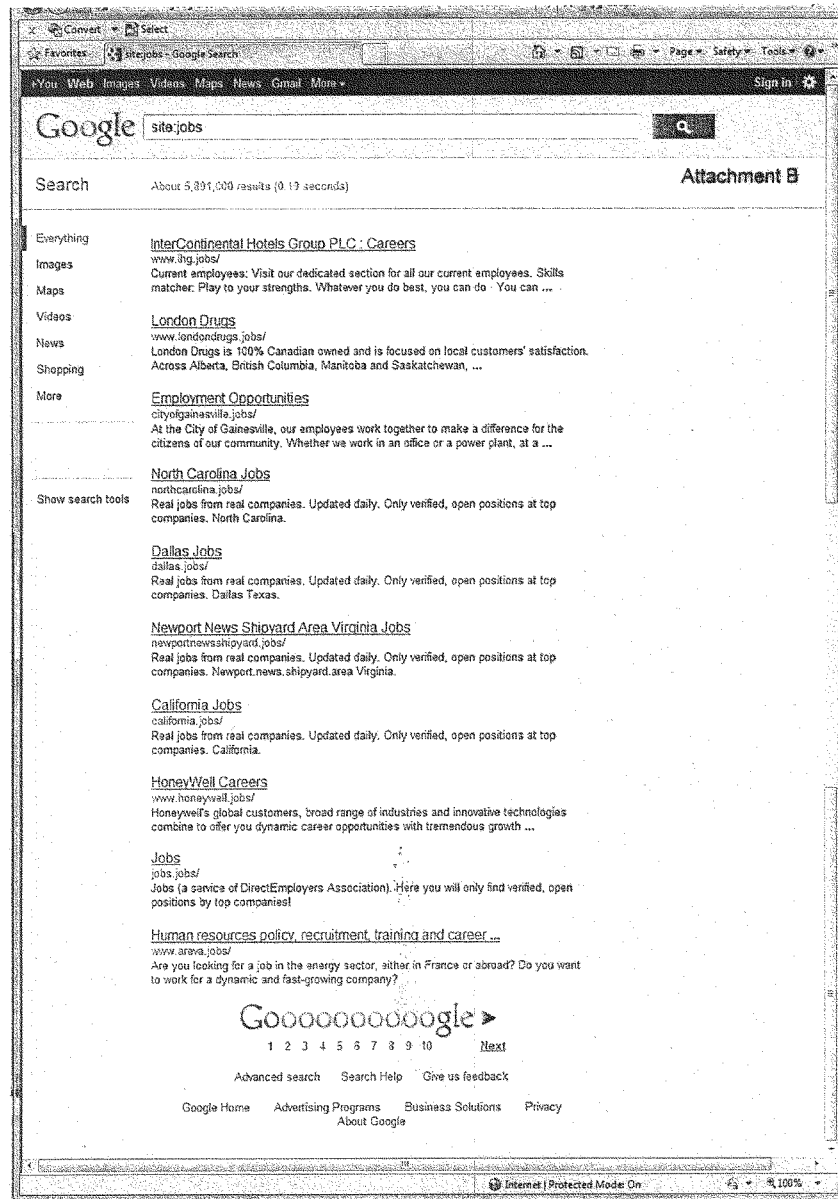 x Convert Select
Favorites site:jobs - Google Search Page Safety Tools
+You Web Images Videos Maps News Gmail More Sign in
Google site:jobs
Attachment B
Search About 5,891,000 results (0.19 seconds)
Everything
Images
Maps
Videos
News
Shopping
More
Show search tools
InterContinental Hotels Group PLC : Careers
www.ihg.jobs/
Current employees: Visit our dedicated section for all our current employees. Skills
matcher: Play to your strengths. Whatever you do best, you can do · You can ...
London Drugs
www.londondrugs.jobs/
London Drugs is 100% Canadian owned and is focused on local customers' satisfaction.
Across Alberta, British Columbia, Manitoba and Saskatchewan, ...
Employment Opportunities
cityofgainesville.jobs/
At the City of Gainesville, our employees work together to make a difference for the
citizens of our community. Whether we work in an office or a power plant, at a ...
North Carolina Jobs
northcarolina.jobs/
Real jobs from real companies. Updated daily. Only verified, open positions at top
companies. North Carolina.
Dallas Jobs
dallas.jobs/
Real jobs from real companies. Updated daily. Only verified, open positions at top
companies. Dallas Texas.
Newport News Shipyard Area Virginia Jobs
newportnewsshipyard.jobs/
Real jobs from real companies. Updated daily. Only verified, open positions at top
companies. Newport.news.shipyard.area Virginia.
California Jobs
california.jobs/
Real jobs from real companies. Updated daily. Only verified, open positions at top
companies. California.
HoneyWell Careers
www.honeywell.jobs/
Honeywell's global customers, broad range of industries and innovative technologies
combine to offer you dynamic career opportunities with tremendous growth ...
Jobs
jobs.jobs/
Jobs (a service of DirectEmployers Association). Here you will only find verified, open
positions by top companies!
Human resources policy, recruitment, training and career ...
www.areva.jobs/
Are you looking for a job in the energy sector, either in France or abroad? Do you want
to work for a dynamic and fast-growing company?
Goooooooooogle
1 2 3 4 5 6 7 8 9 10 Next
Advanced search Search Help Give us feedback
Google Home Advertising Programs Business Solutions Privacy
About Google
Internet | Protected Mode: On 100%